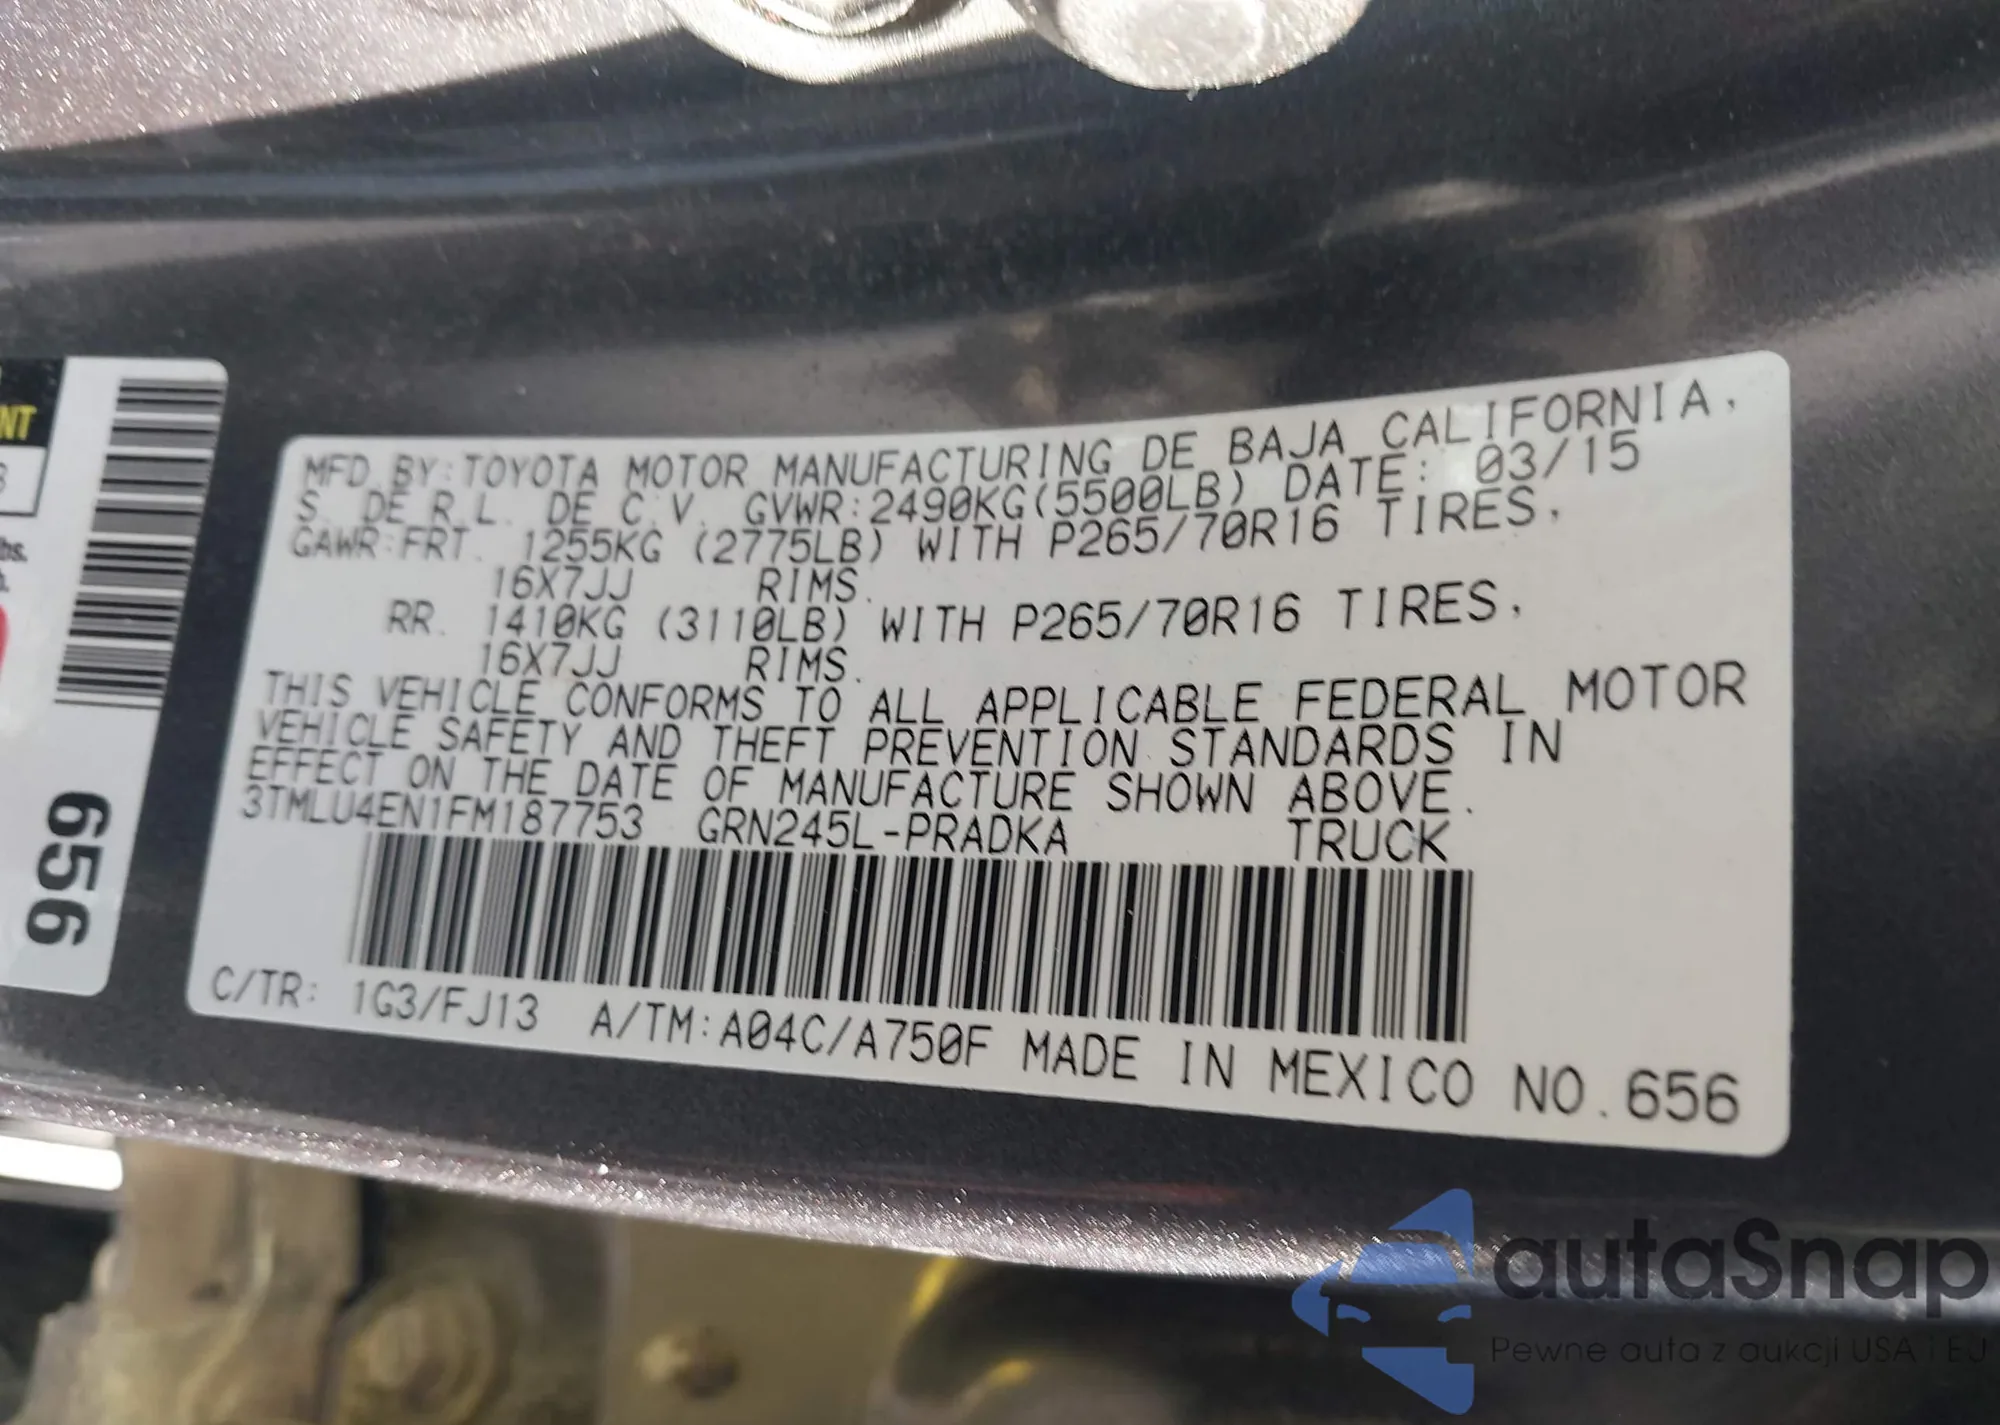 NT
lbs.
656
MFD. BY: TOYOTA MOTOR MANUFACTURING DE BAJA CALIFORNIA,
S. DE R.L. DE C.V. GVWR:2490KG(5500LB) DATE: 03/15
GAWR:FRT. 1255KG (2775LB) WITH P265/70R16 TIRES,
16X7JJ RIMS.
RR. 1410KG (3110LB) WITH P265/70R16 TIRES,
16X7JJ RIMS.
THIS VEHICLE CONFORMS TO ALL APPLICABLE FEDERAL MOTOR
VEHICLE SAFETY AND THEFT PREVENTION STANDARDS IN
EFFECT ON THE DATE OF MANUFACTURE SHOWN ABOVE.
3TMLU4EN1FM187753 GRN245L-PRADKA TRUCK
C/TR: 1G3/FJ13 A/TM:A04C/A750F MADE IN MEXICO NO.656
autaSnap
Pewne auta z aukcji USA i EU